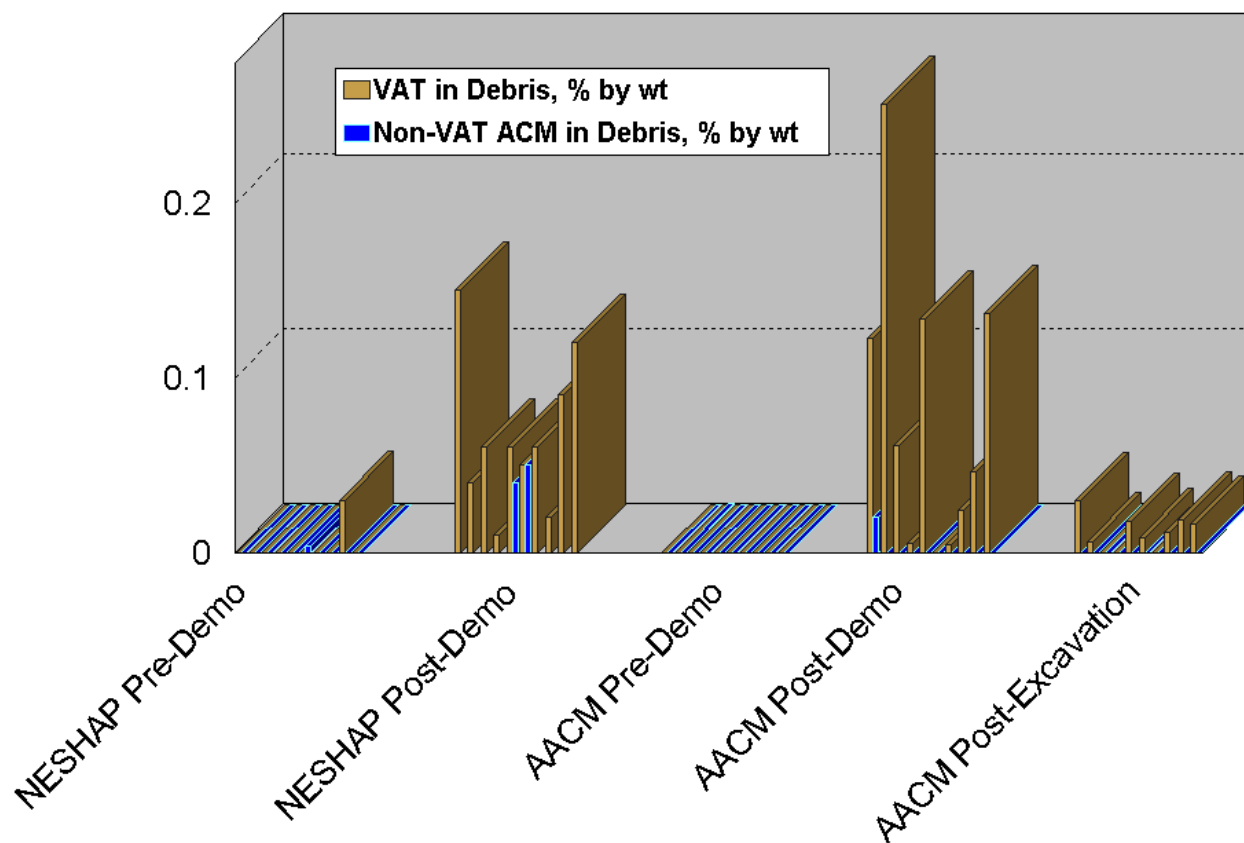 VAT in Debris, % by wt
Non-VAT ACM in Debris, % by wt
0.2
0.1
0
NESHAP Pre-Demo
NESHAP Post-Demo
AACM Pre-Demo
AACM Post-Demo
AACM Post-Excavation